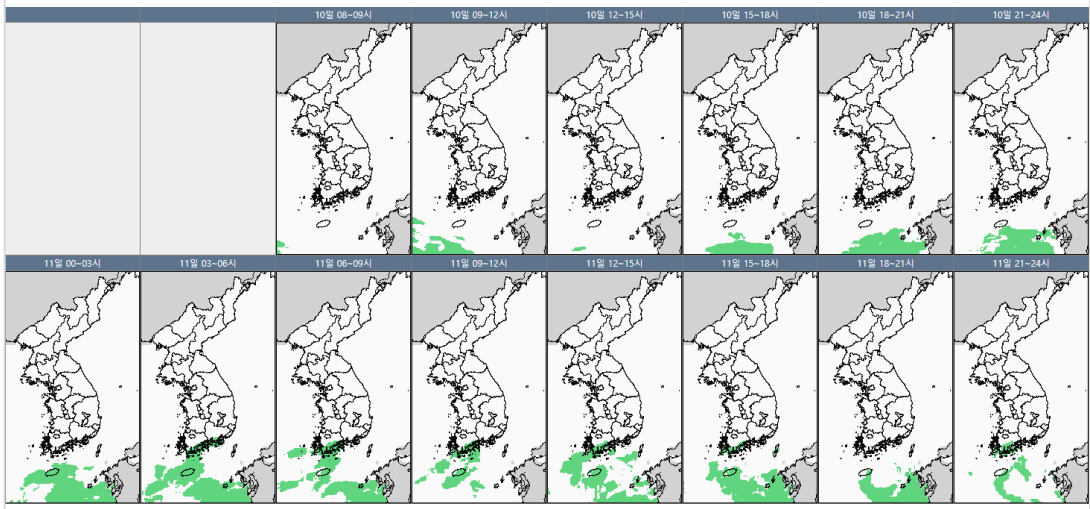 10일 08~09시
10일 09~12시
10일 12~15시
10일 15~18시
10일 18~21시
10일 21~24시
11일 00~03시
11일 03~06시
11일 06~09시
11일 09~12시
11일 12~15시
11일 15~18시
11일 18~21시
11일 21~24시